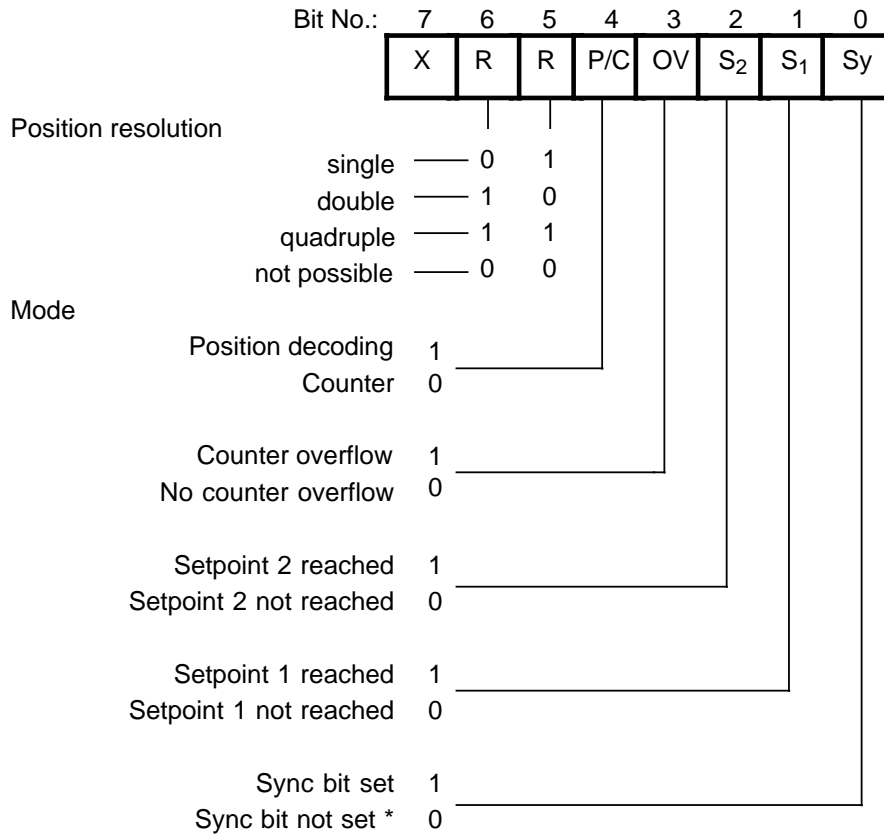 Bit No.: 7 6 5 4 3 2 1 0
X R R P/C OV S₂ S₁ Sy
Position resolution
single 0 1
double 1 0
quadruple 1 1
not possible 0 0
Mode
Position decoding 1
Counter 0
Counter overflow 1
No counter overflow 0
Setpoint 2 reached 1
Setpoint 2 not reached 0
Setpoint 1 reached 1
Setpoint 1 not reached 0
Sync bit set 1
Sync bit not set * 0